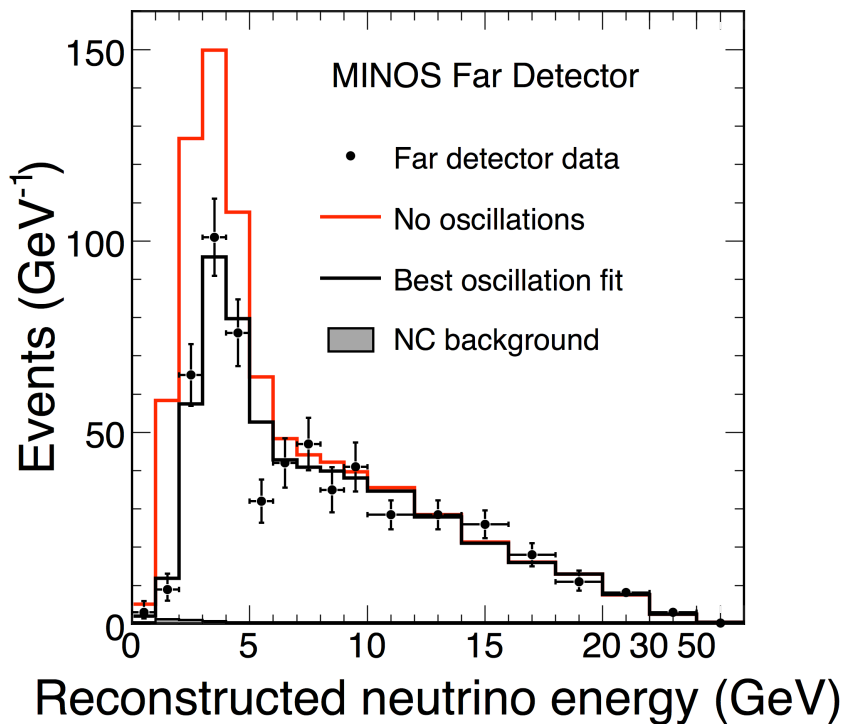 MINOS Far Detector
Far detector data
No oscillations
Best oscillation fit
NC background
Events (GeV⁻¹)
150
100
50
0
0 5 10 15 20 30 50
Reconstructed neutrino energy (GeV)